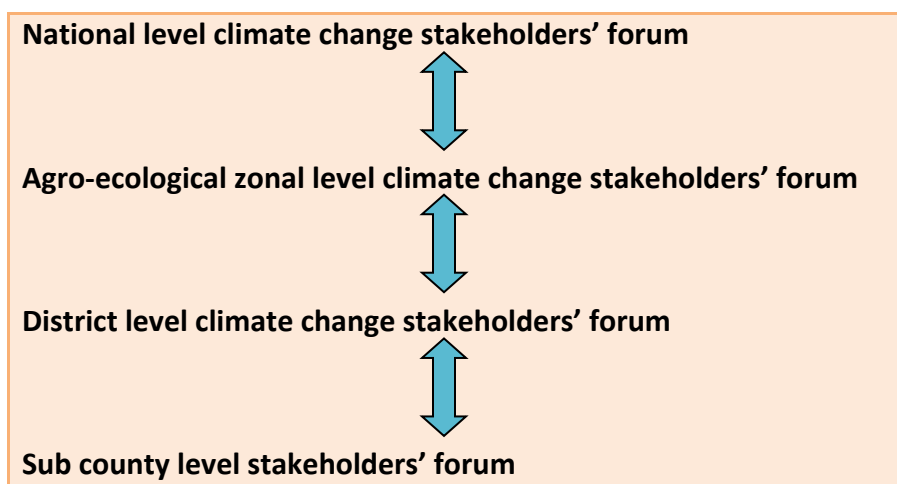 National level climate change stakeholders’ forum
Agro-ecological zonal level climate change stakeholders’ forum
District level climate change stakeholders’ forum
Sub county level stakeholders’ forum